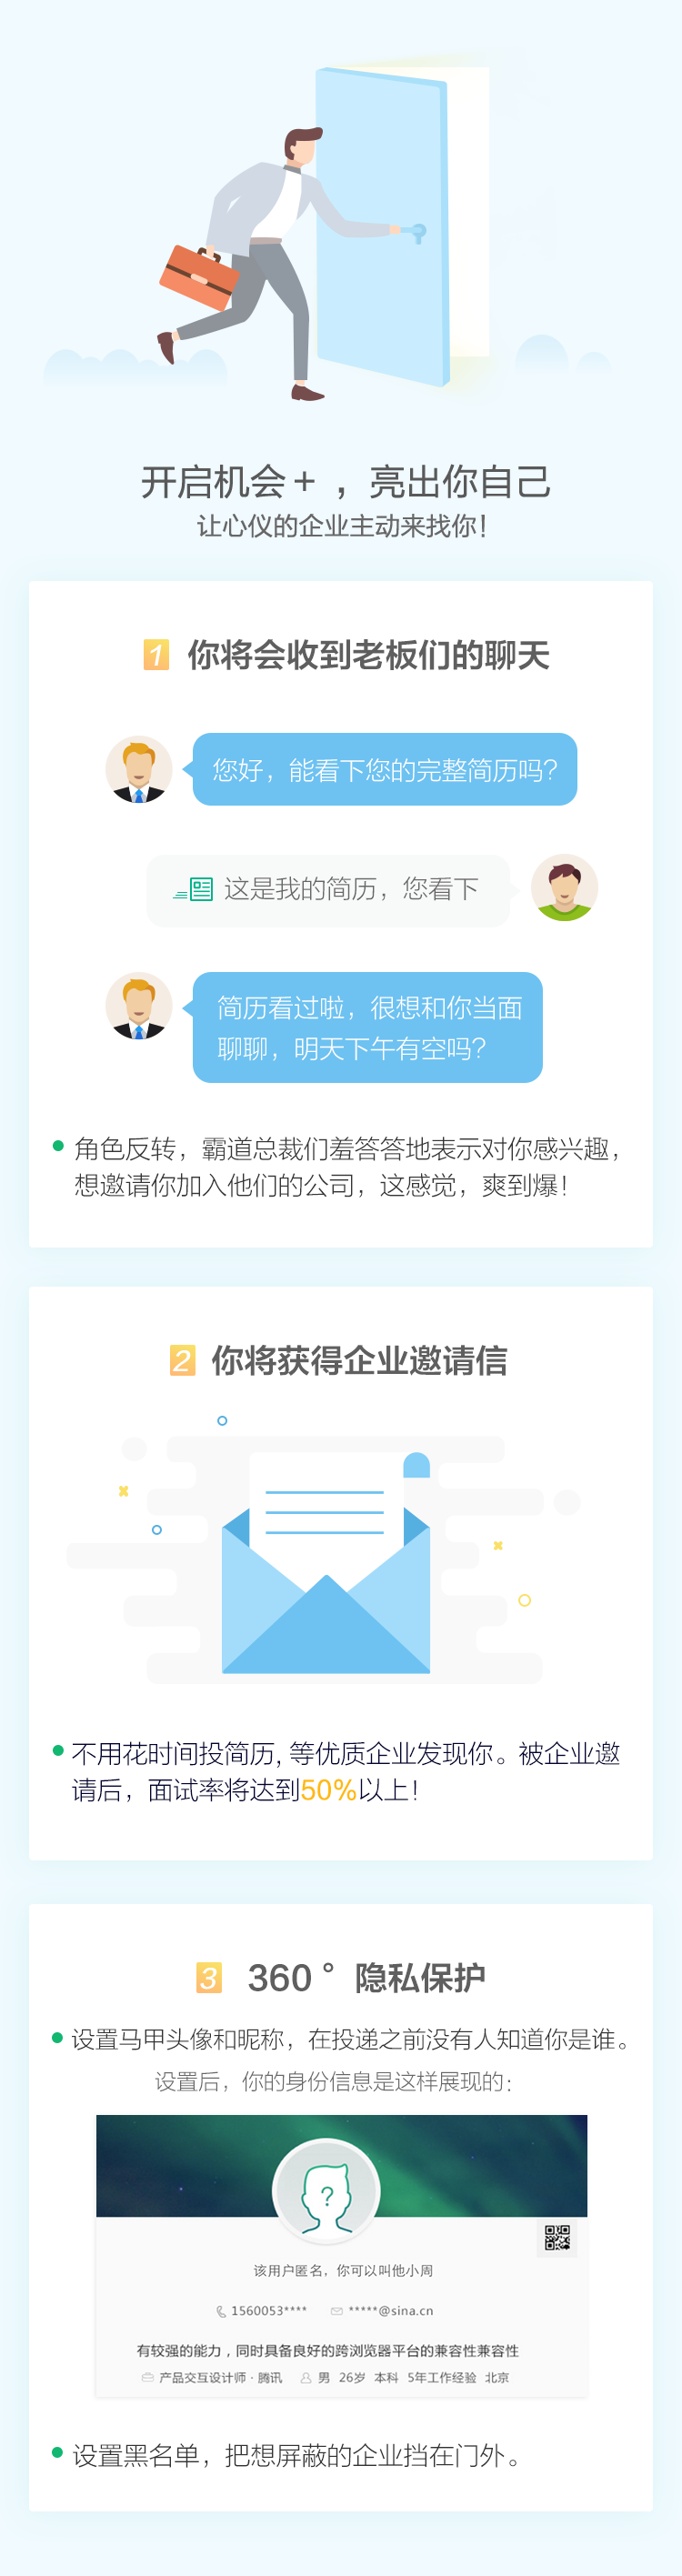 开启机会+，亮出你自己
让心仪的企业主动来找你！
1 你将会收到老板们的聊天
您好，能看下您的完整简历吗？
这是我的简历，您看下
简历看过啦，很想和你当面
聊聊，明天下午有空吗？
角色反转，霸道总裁们羞答答地表示对你感兴趣，
想邀请你加入他们的公司，这感觉，爽到爆！
2 你将获得企业邀请信
不用花时间投简历，等优质企业发现你。被企业邀
请后，面试率将达到50%以上！
3 360°隐私保护
设置马甲头像和昵称，在投递之前没有人知道你是谁。
设置后，你的身份信息是这样展现的：
?
该用户匿名，你可以叫他小周
1560053**** *****@sina.cn
有较强的能力，同时具备良好的跨浏览器平台的兼容性兼容性
产品交互设计师·腾讯 男 26岁 本科 5年工作经验 北京
设置黑名单，把想屏蔽的企业挡在门外。